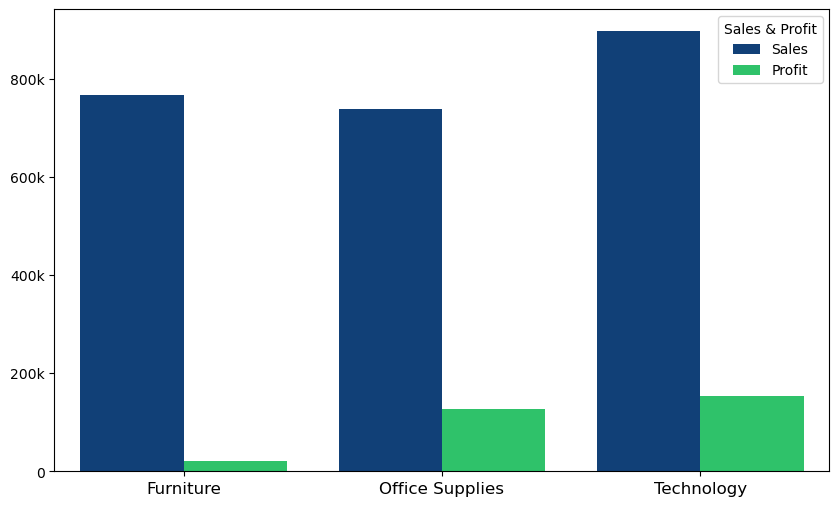 Sales & Profit
Sales
Profit
800k
600k
400k
200k
0
Furniture
Office Supplies
Technology